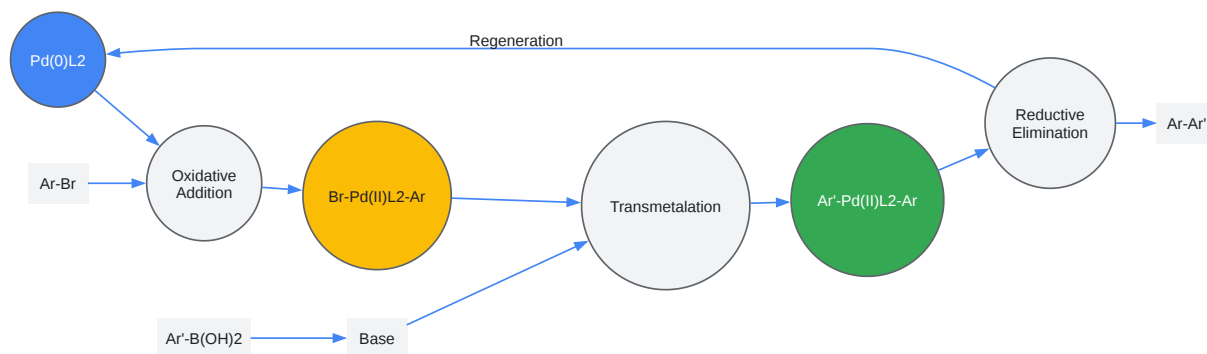 Regeneration
Pd(0)L2
Reductive
Elimination
Ar-Ar'
Oxidative
Addition
Ar-Br
Br-Pd(II)L2-Ar
Transmetalation
Ar'-Pd(II)L2-Ar
Ar'-B(OH)2
Base